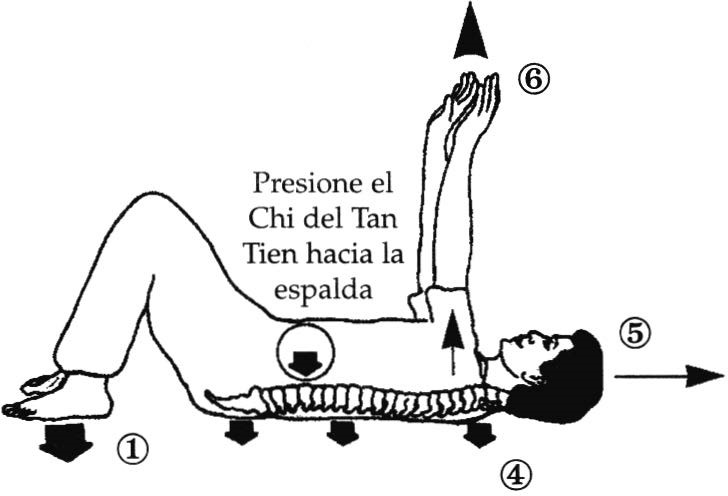 ⑥
Presione el
Chi del Tan
Tien hacia la
espalda
⑤
①
④